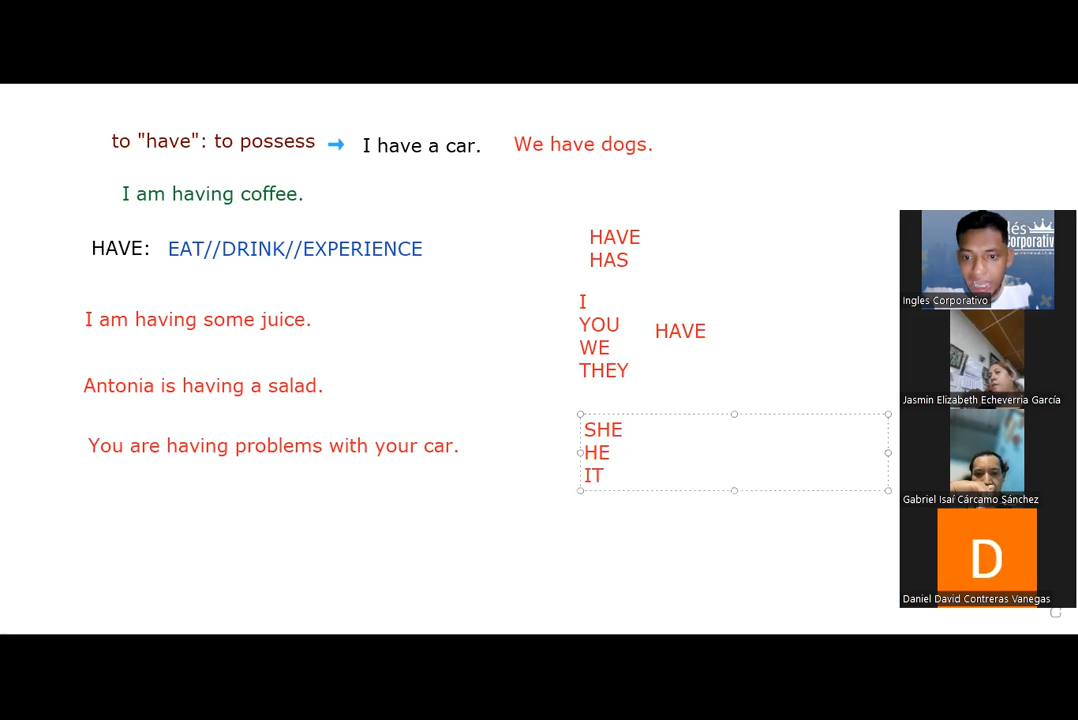 to "have": to possess
I have a car.
We have dogs.
I am having coffee.
HAVE:
EAT//DRINK//EXPERIENCE
I am having some juice.
Antonia is having a salad.
You are having problems with your car.
HAVE
HAS
I
YOU
WE
THEY
HAVE
SHE
HE
IT
lés
Corporativ
Ingles Corporativo
Jasmin Elizabeth Echeverria García
Gabriel Isaí Cárcamo Sánchez
D
Daniel David Contreras Vanegas